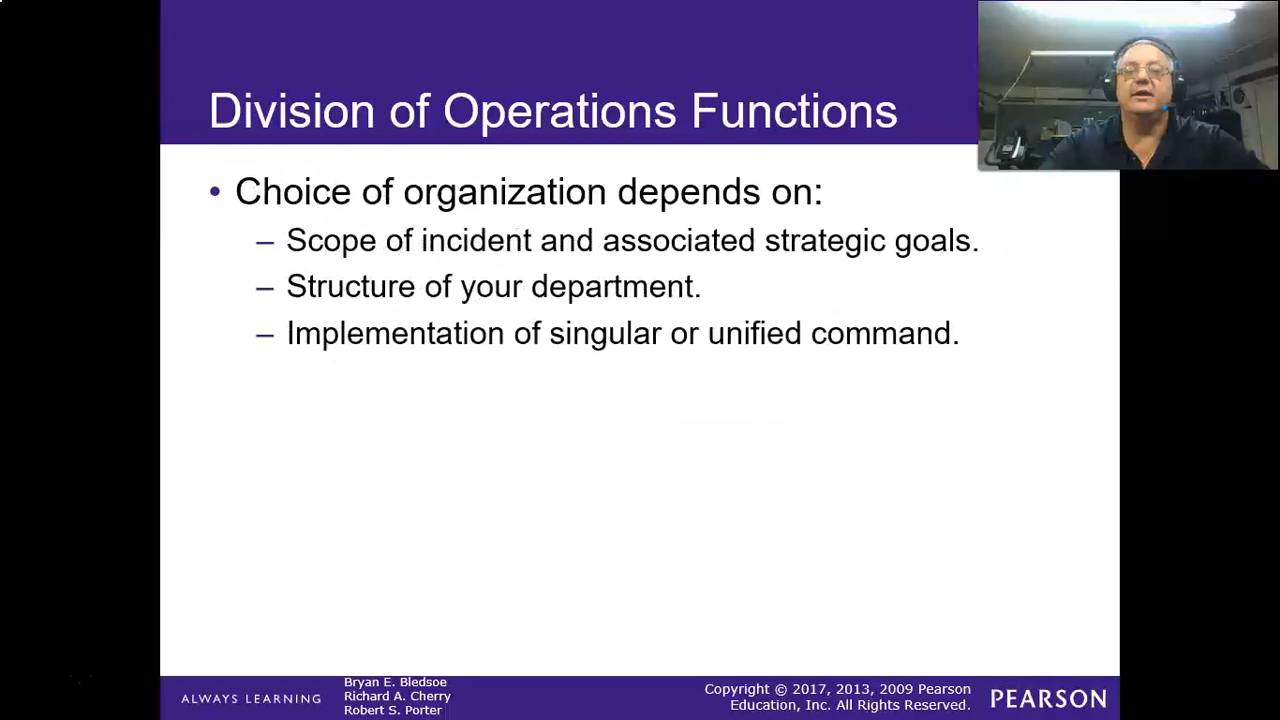 Division of Operations Functions
• Choice of organization depends on:
– Scope of incident and associated strategic goals.
– Structure of your department.
– Implementation of singular or unified command.
ALWAYS LEARNING
Bryan E. Bledsoe
Richard A. Cherry
Robert S. Porter
Copyright © 2017, 2013, 2009 Pearson
Education, Inc. All Rights Reserved.
PEARSON